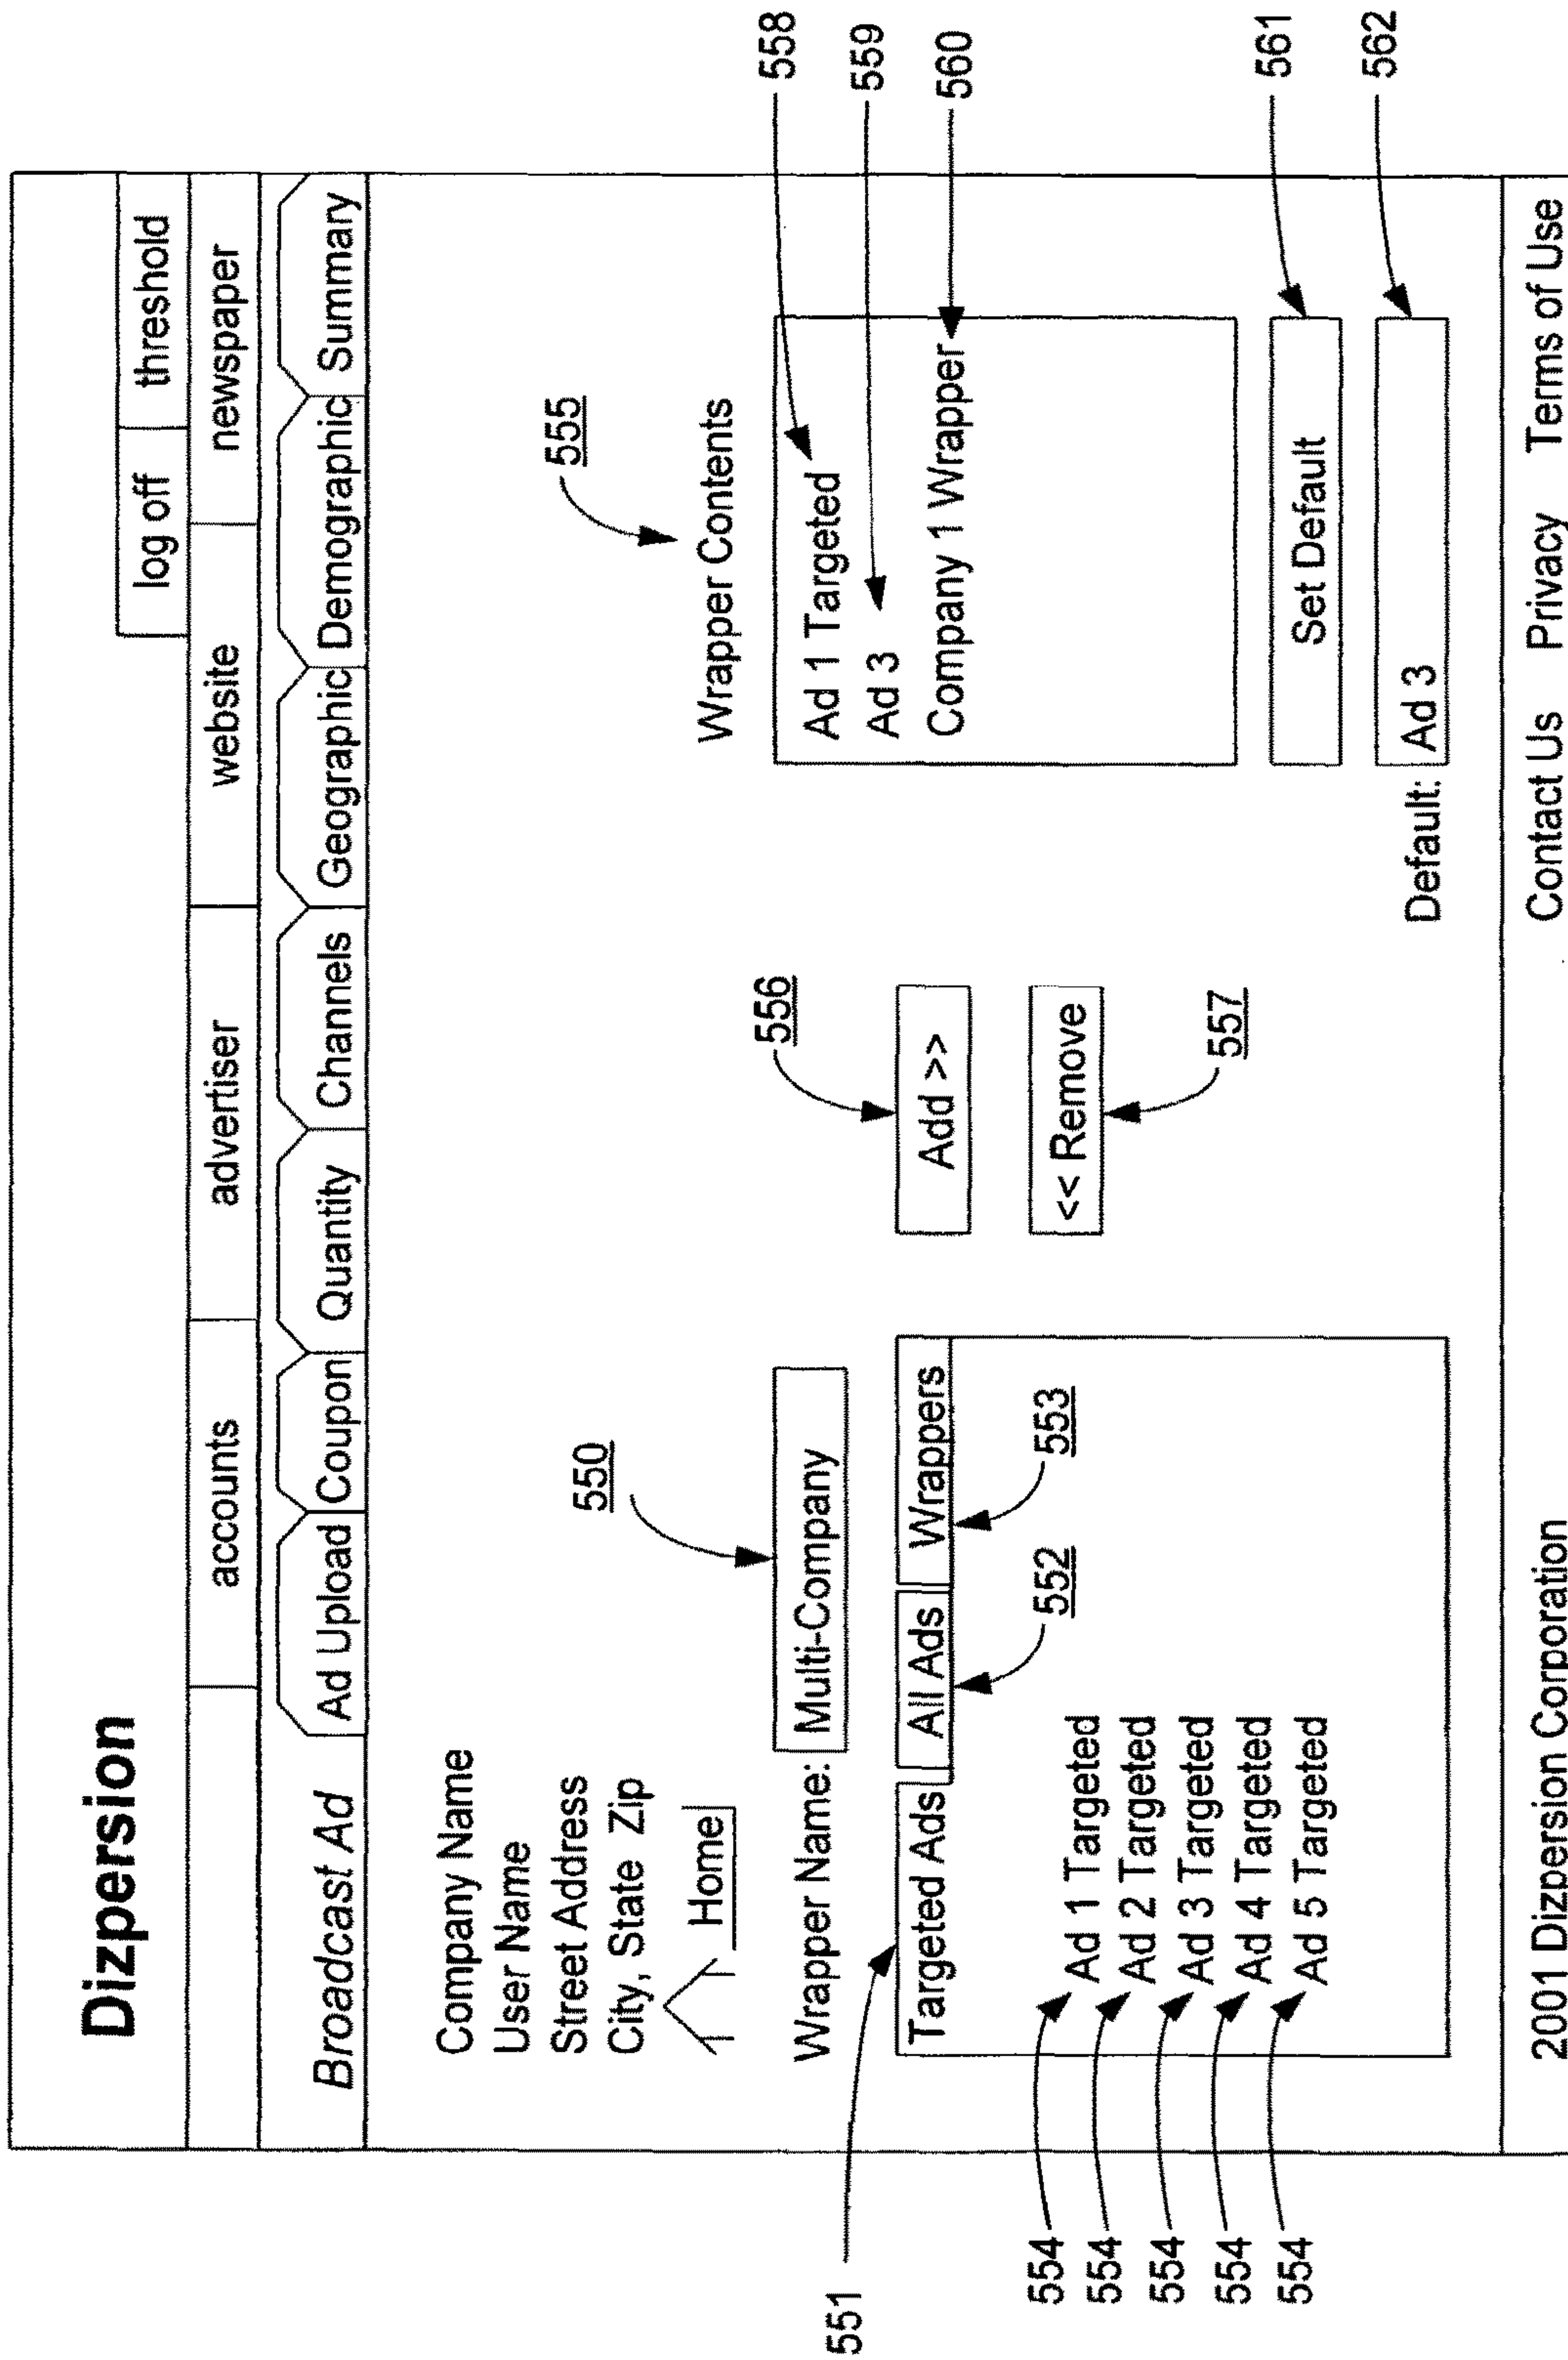 Dizpersion
log off threshold
accounts advertiser website newspaper
Broadcast Ad Ad Upload Coupon Quantity Channels Geographic Demographic Summary
Company Name
User Name
Street Address
City, State Zip
Home
550
555
558
559
560
561
562
Wrapper Name: Multi-Company
Wrapper Contents
551
Targeted Ads All Ads Wrappers
552
553
554 Ad 1 Targeted
554 Ad 2 Targeted
554 Ad 3 Targeted
554 Ad 4 Targeted
554 Ad 5 Targeted
556
Add >>
<< Remove
557
Ad 1 Targeted
Ad 3
Company 1 Wrapper
Set Default
Default: Ad 3
2001 Dizpersion Corporation Contact Us Privacy Terms of Use